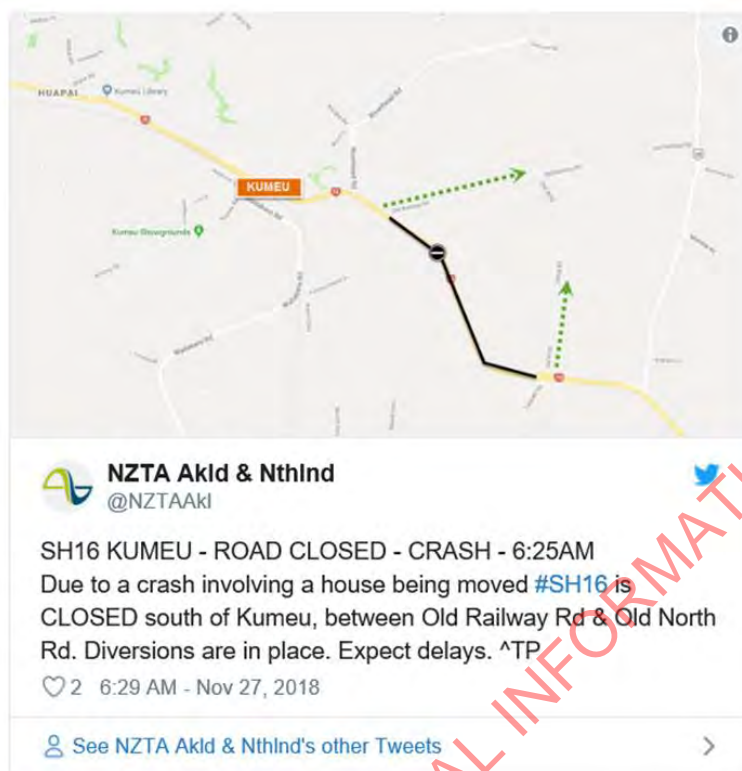 HUAPAI
Kumeu Library
KUMEU
Kumeu Showgrounds
NZTA Akld & Nthlnd
@NZTAAkl
SH16 KUMEU - ROAD CLOSED - CRASH - 6:25AM
Due to a crash involving a house being moved #SH16 is
CLOSED south of Kumeu, between Old Railway Rd & Old North
Rd. Diversions are in place. Expect delays. ^TP
2 6:29 AM - Nov 27, 2018
See NZTA Akld & Nthlnd's other Tweets
AL INFORMATI